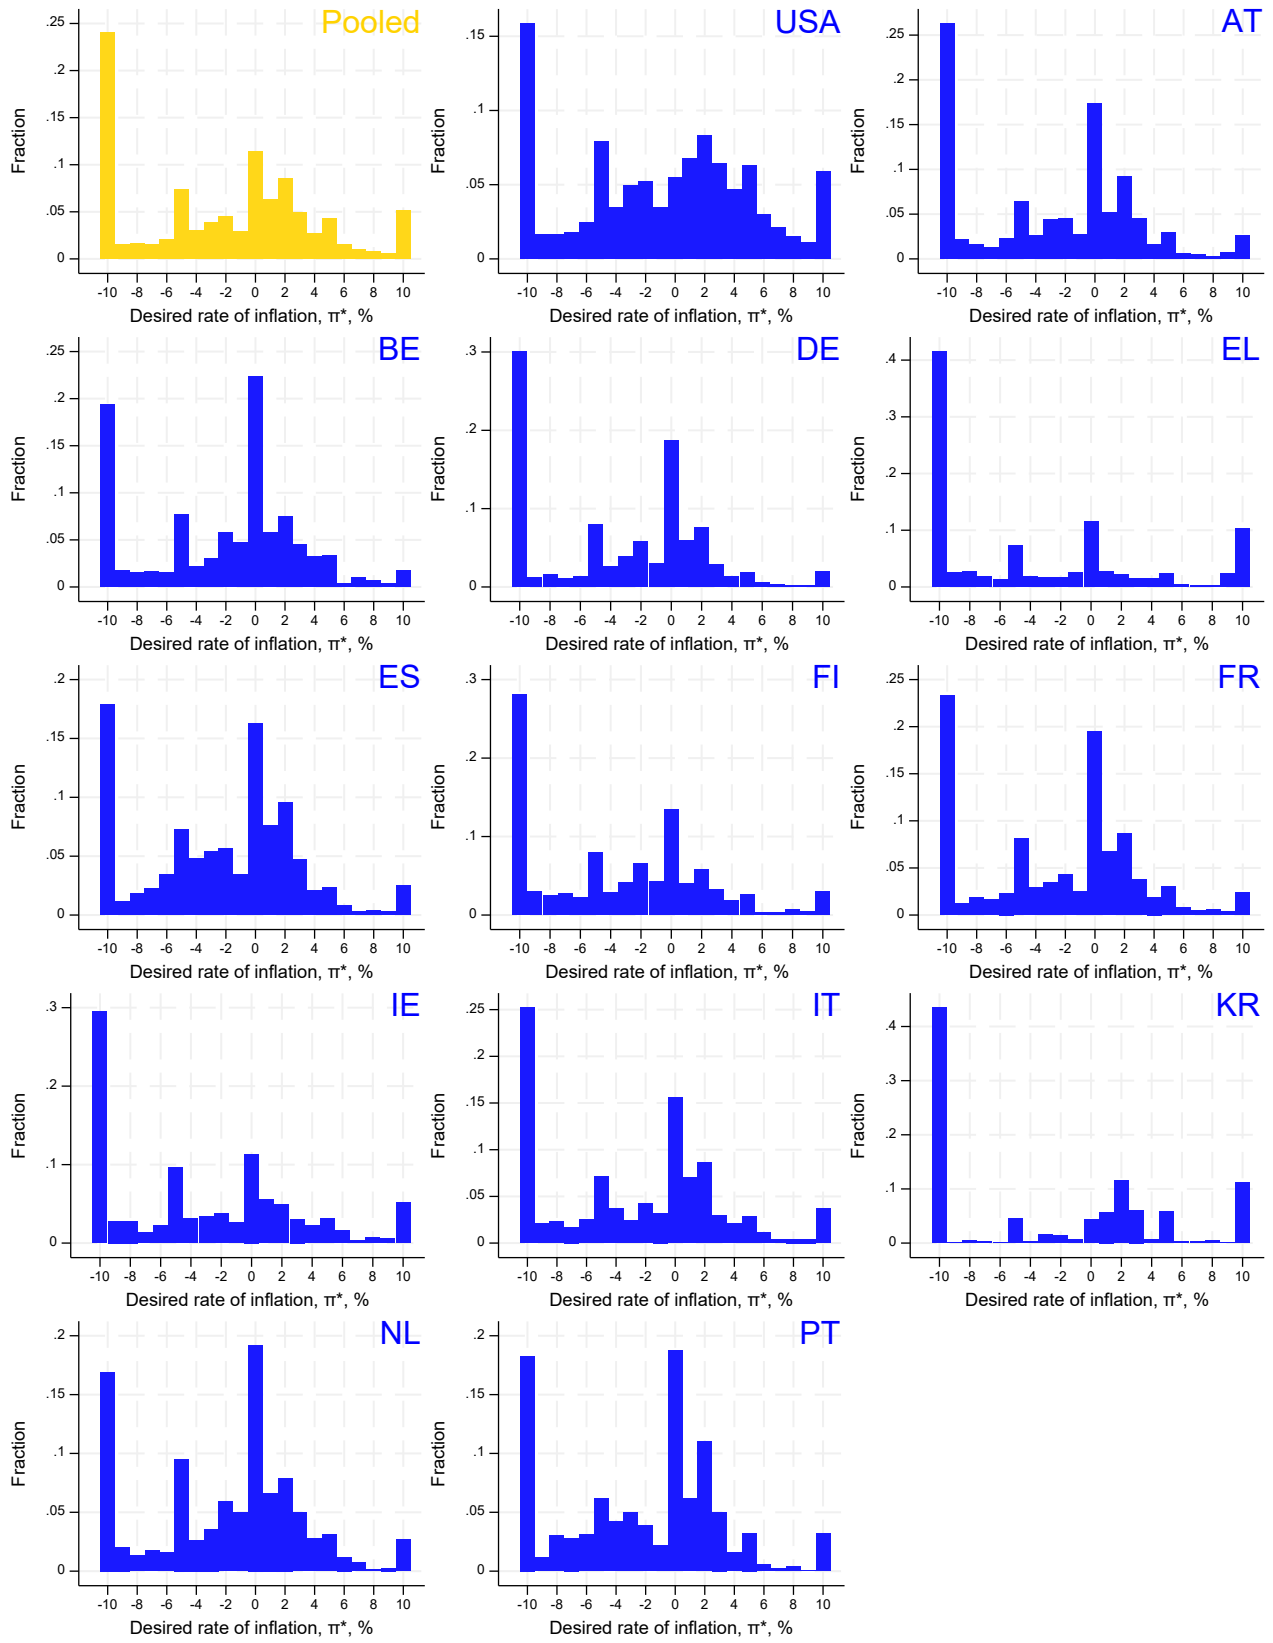 Pooled
.25
.2
.15
.1
.05
0
Fraction
-10 -8 -6 -4 -2 0 2 4 6 8 10
Desired rate of inflation, π*, %
USA
.15
.1
.05
0
Fraction
-10 -8 -6 -4 -2 0 2 4 6 8 10
Desired rate of inflation, π*, %
AT
.25
.2
.15
.1
.05
0
Fraction
-10 -8 -6 -4 -2 0 2 4 6 8 10
Desired rate of inflation, π*, %
BE
.25
.2
.15
.1
.05
0
Fraction
-10 -8 -6 -4 -2 0 2 4 6 8 10
Desired rate of inflation, π*, %
DE
.3
.2
.1
0
Fraction
-10 -8 -6 -4 -2 0 2 4 6 8 10
Desired rate of inflation, π*, %
EL
.4
.3
.2
.1
0
Fraction
-10 -8 -6 -4 -2 0 2 4 6 8 10
Desired rate of inflation, π*, %
ES
.2
.15
.1
.05
0
Fraction
-10 -8 -6 -4 -2 0 2 4 6 8 10
Desired rate of inflation, π*, %
FI
.3
.2
.1
0
Fraction
-10 -8 -6 -4 -2 0 2 4 6 8 10
Desired rate of inflation, π*, %
FR
.25
.2
.15
.1
.05
0
Fraction
-10 -8 -6 -4 -2 0 2 4 6 8 10
Desired rate of inflation, π*, %
IE
.3
.2
.1
0
Fraction
-10 -8 -6 -4 -2 0 2 4 6 8 10
Desired rate of inflation, π*, %
IT
.25
.2
.15
.1
.05
0
Fraction
-10 -8 -6 -4 -2 0 2 4 6 8 10
Desired rate of inflation, π*, %
KR
.4
.3
.2
.1
0
Fraction
-10 -8 -6 -4 -2 0 2 4 6 8 10
Desired rate of inflation, π*, %
NL
.2
.15
.1
.05
0
Fraction
-10 -8 -6 -4 -2 0 2 4 6 8 10
Desired rate of inflation, π*, %
PT
.2
.15
.1
.05
0
Fraction
-10 -8 -6 -4 -2 0 2 4 6 8 10
Desired rate of inflation, π*, %